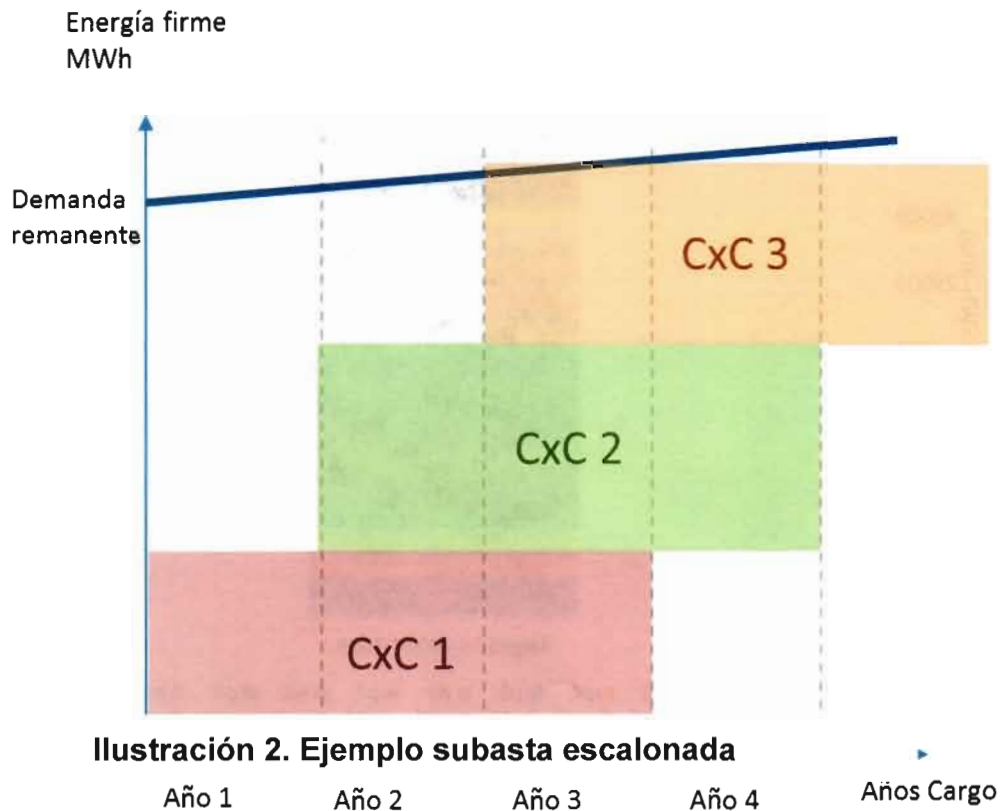 Energía firme
MWh
Demanda
remanente
CxC 3
CxC 2
CxC 1
Ilustración 2. Ejemplo subasta escalonada
Año 1
Año 2
Año 3
Año 4
Años Cargo